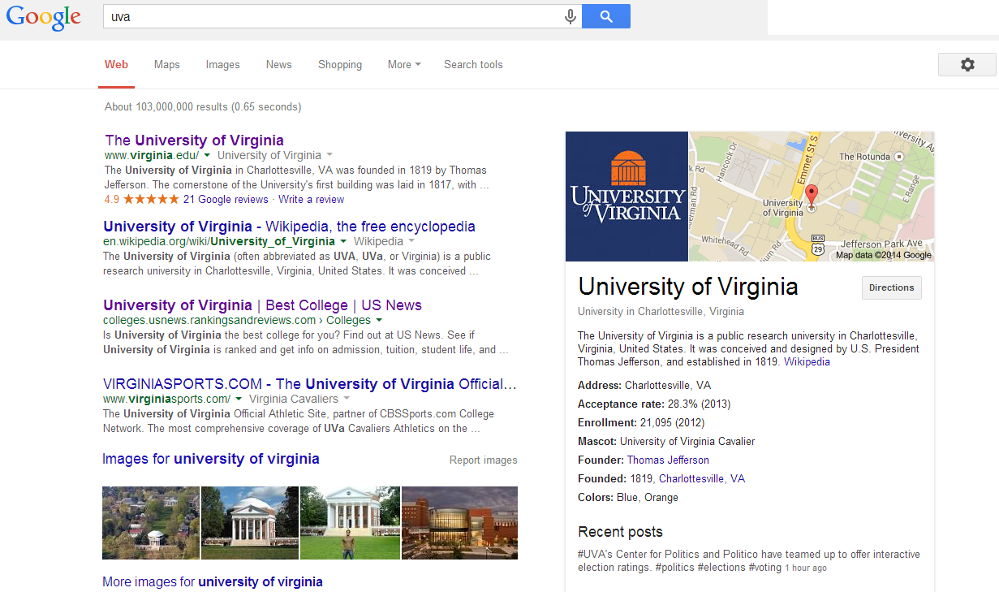 Google
uva
Web Maps Images News Shopping More Search tools
About 103,000,000 results (0.65 seconds)
The University of Virginia
www.virginia.edu/ University of Virginia
The University of Virginia in Charlottesville, VA was founded in 1819 by Thomas
Jefferson. The cornerstone of the University's first building was laid in 1817, with ...
4.9 ★★★★★ 21 Google reviews · Write a review
University of Virginia - Wikipedia, the free encyclopedia
en.wikipedia.org/wiki/University_of_Virginia Wikipedia
The University of Virginia (often abbreviated as UVA, UVa, or Virginia) is a public
research university in Charlottesville, Virginia, United States. It was conceived ...
University of Virginia | Best College | US News
colleges.usnews.rankingsandreviews.com › Colleges
Is University of Virginia the best college for you? Find out at US News. See if
University of Virginia is ranked and get info on admission, tuition, student life, and ...
VIRGINIASPORTS.COM - The University of Virginia Official...
www.virginiasports.com/ Virginia Cavaliers
The University of Virginia Official Athletic Site, partner of CBSSports.com College
Network. The most comprehensive coverage of UVa Cavaliers Athletics on the ...
Images for university of virginia Report images
More images for university of virginia
UNIVERSITY
of VIRGINIA
Hancock Dr
Emmet St S
The Rotunda
k Rd
University
of Virginia
E Range
Whitehead Rd
BUS
29
Jefferson Park Ave
Map data ©2014 Google
University of Virginia
Directions
University in Charlottesville, Virginia
The University of Virginia is a public research university in Charlottesville,
Virginia, United States. It was conceived and designed by U.S. President
Thomas Jefferson, and established in 1819. Wikipedia
Address: Charlottesville, VA
Acceptance rate: 28.3% (2013)
Enrollment: 21,095 (2012)
Mascot: University of Virginia Cavalier
Founder: Thomas Jefferson
Founded: 1819, Charlottesville, VA
Colors: Blue, Orange
Recent posts
#UVA's Center for Politics and Politico have teamed up to offer interactive
election ratings. #politics #elections #voting 1 hour ago